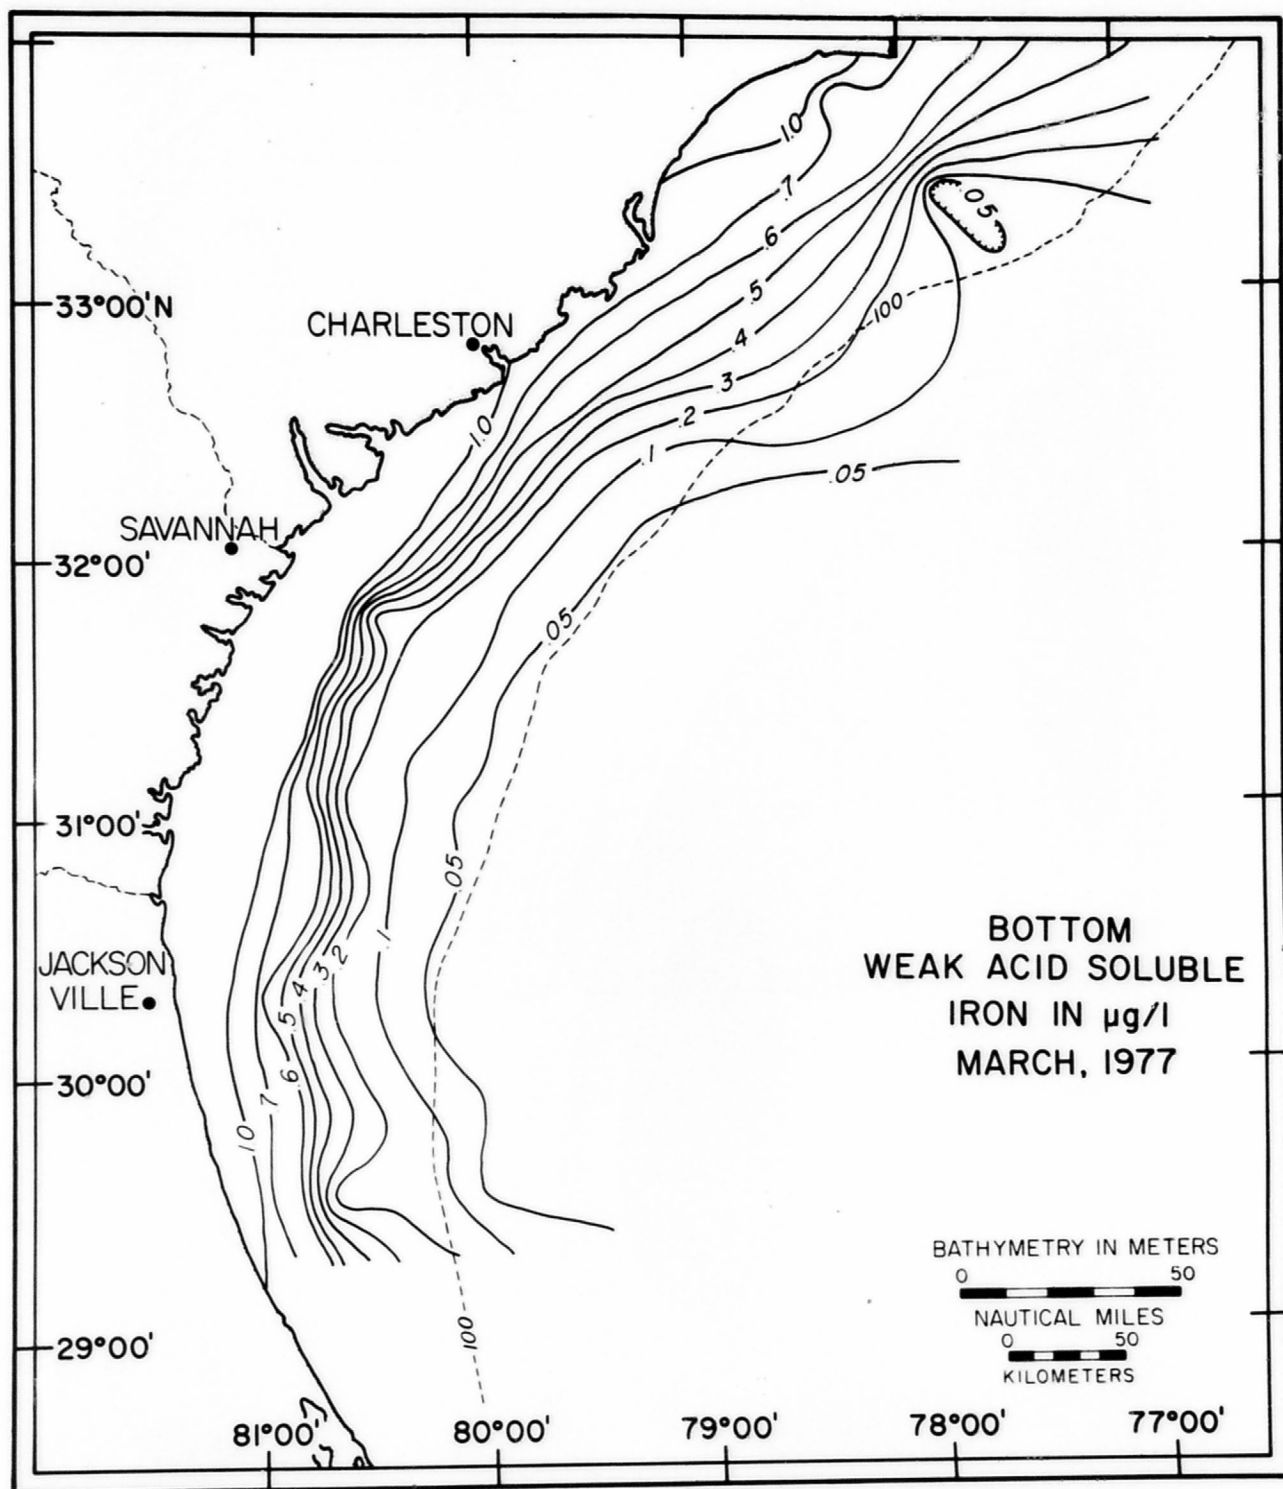 1.0
.7
.6
.05
.5
100
33°00'N
CHARLESTON
.4
.3
.2
1.0
.1
.05
SAVANNAH
32°00'
.05
31°00'
.05
BOTTOM
WEAK ACID SOLUBLE
IRON IN µg/l
MARCH, 1977
JACKSON
VILLE
.1
.2
.3
.4
.5
.6
.7
1.0
30°00'
BATHYMETRY IN METERS
0 50
NAUTICAL MILES
0 50
KILOMETERS
100
29°00'
81°00' 80°00' 79°00' 78°00' 77°00'